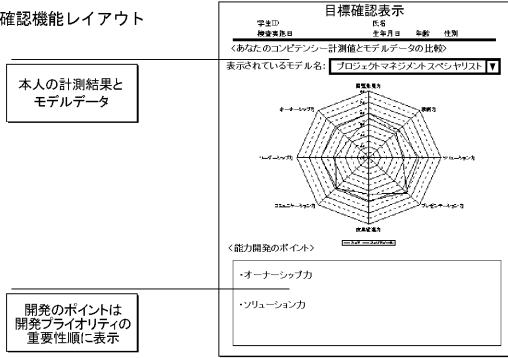 確認機能レイアウト
目標確認表示
学生ID 氏名
検査実施日 生年月日 年齢 性別
<あなたのコンピテンシー計測値とモデルデータの比較>
表示されているモデル名: プロジェクトマネジメントスペシャリスト ▼
本人の計測結果と
モデルデータ
オーナーシップ力
リーダーシップ力
ソリューション力
コミュニケーション力
プレゼンテーション力
<能力開発のポイント>
・オーナーシップ力
・ソリューション力
開発のポイントは
開発プライオリティの
重要性順に表示